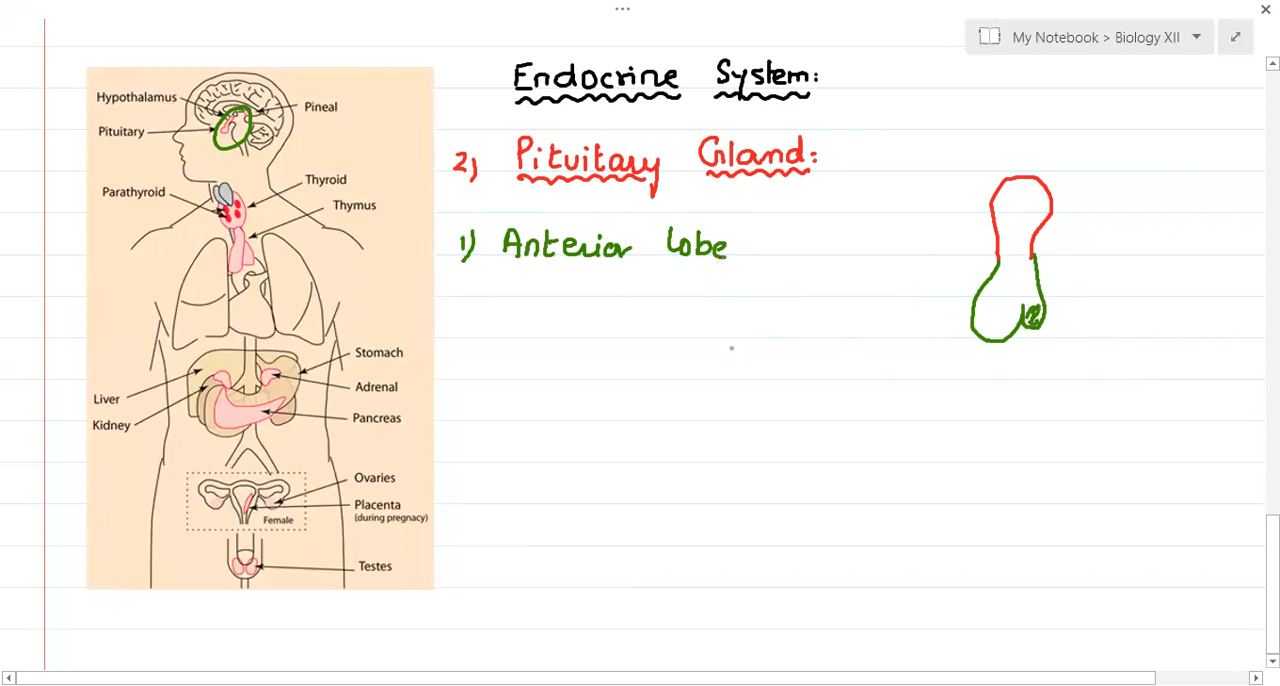 My Notebook > Biology XII
Endocrine System:
2) Pituitary Gland:
1) Anterior lobe
Hypothalamus
Pineal
Pituitary
Parathyroid
Thyroid
Thymus
Stomach
Adrenal
Liver
Pancreas
Kidney
Ovaries
Placenta
(during pregnacy)
Female
Testes